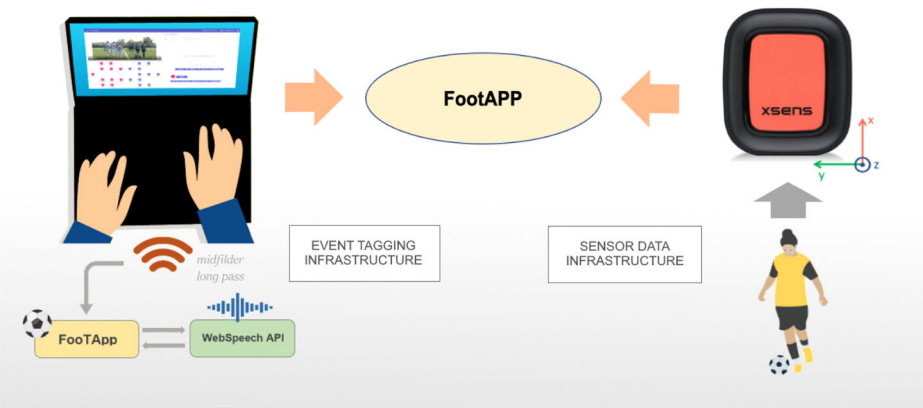 FootAPP
xsens
x
y
z
EVENT TAGGING
INFRASTRUCTURE
SENSOR DATA
INFRASTRUCTURE
midfilder
long pass
FooTApp
WebSpeech API